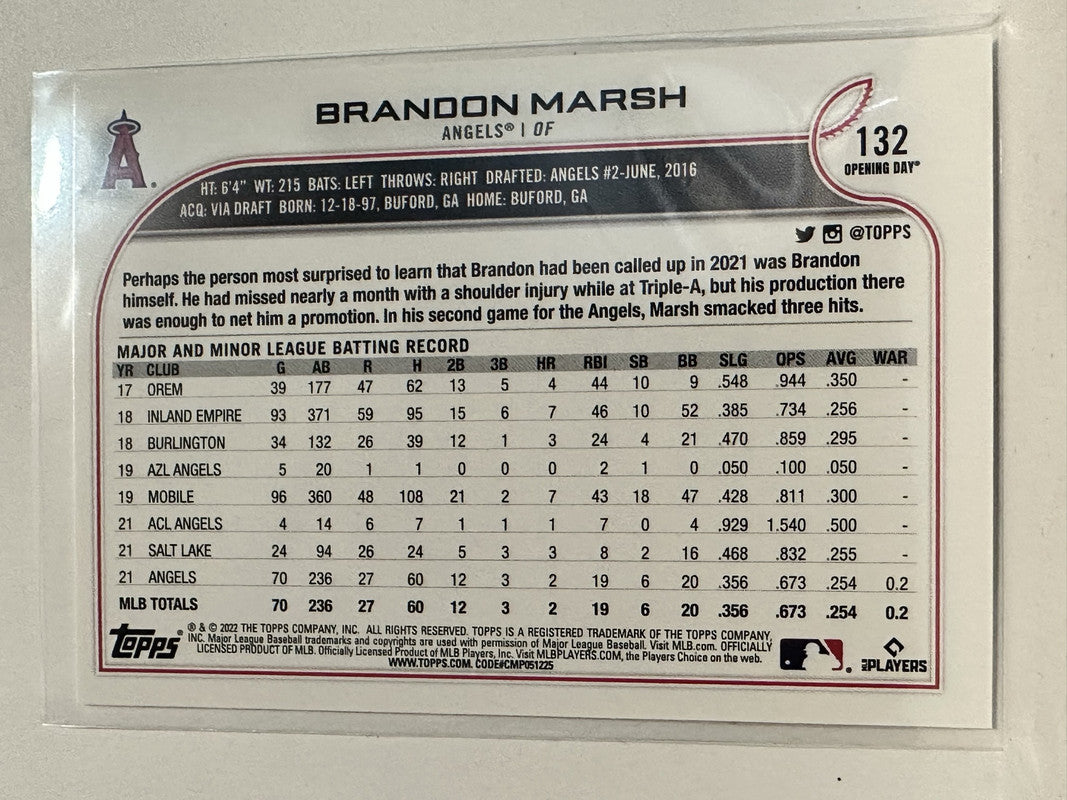 BRANDON MARSH
ANGELS® | OF
132
OPENING DAY®
HT: 6'4" WT: 215 BATS: LEFT THROWS: RIGHT DRAFTED: ANGELS #2-JUNE, 2016
ACQ: VIA DRAFT BORN: 12-18-97, BUFORD, GA HOME: BUFORD, GA
@TOPPS
Perhaps the person most surprised to learn that Brandon had been called up in 2021 was Brandon
himself. He had missed nearly a month with a shoulder injury while at Triple-A, but his production there
was enough to net him a promotion. In his second game for the Angels, Marsh smacked three hits.
MAJOR AND MINOR LEAGUE BATTING RECORD
YR CLUB G AB R H 2B 3B HR RBI SB BB SLG OPS AVG WAR
17 OREM 39 177 47 62 13 5 4 44 10 9 .548 .944 .350 -
18 INLAND EMPIRE 93 371 59 95 15 6 7 46 10 52 .385 .734 .256 -
18 BURLINGTON 34 132 26 39 12 1 3 24 4 21 .470 .859 .295 -
19 AZL ANGELS 5 20 1 1 0 0 0 2 1 0 .050 .100 .050 -
19 MOBILE 96 360 48 108 21 2 7 43 18 47 .428 .811 .300 -
21 ACL ANGELS 4 14 6 7 1 1 1 7 0 4 .929 1.540 .500 -
21 SALT LAKE 24 94 26 24 5 3 3 8 2 16 .468 .832 .255 -
21 ANGELS 70 236 27 60 12 3 2 19 6 20 .356 .673 .254 0.2
MLB TOTALS 70 236 27 60 12 3 2 19 6 20 .356 .673 .254 0.2
topps®
® & © 2022 THE TOPPS COMPANY, INC. ALL RIGHTS RESERVED. TOPPS IS A REGISTERED TRADEMARK OF THE TOPPS COMPANY,
INC. Major League Baseball trademarks and copyrights are used with permission of Major League Baseball. Visit MLB.com. OFFICIALLY
LICENSED PRODUCT OF MLB. Officially Licensed Product of MLB Players, Inc. Visit MLBPLAYERS.COM, the Players Choice on the web.
WWW.TOPPS.COM. CODE#CMP051225
MLB PLAYERS